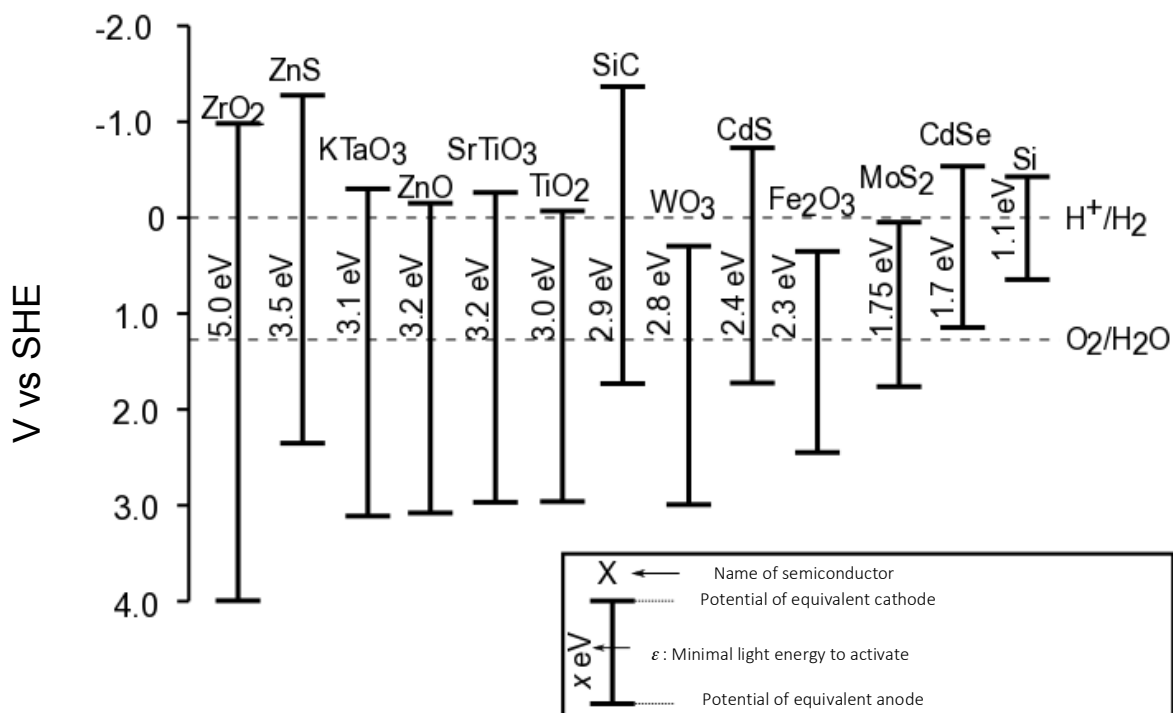 -2.0
-1.0
0
1.0
2.0
3.0
4.0
V vs SHE
ZrO2
5.0 eV
ZnS
3.5 eV
KTaO3
3.1 eV
ZnO
3.2 eV
SrTiO3
3.2 eV
TiO2
3.0 eV
SiC
2.9 eV
WO3
2.8 eV
CdS
2.4 eV
Fe2O3
2.3 eV
MoS2
1.75 eV
CdSe
1.7 eV
Si
1.1 eV
H+/H2
O2/H2O
X
Name of semiconductor
Potential of equivalent cathode
x eV
ε : Minimal light energy to activate
Potential of equivalent anode